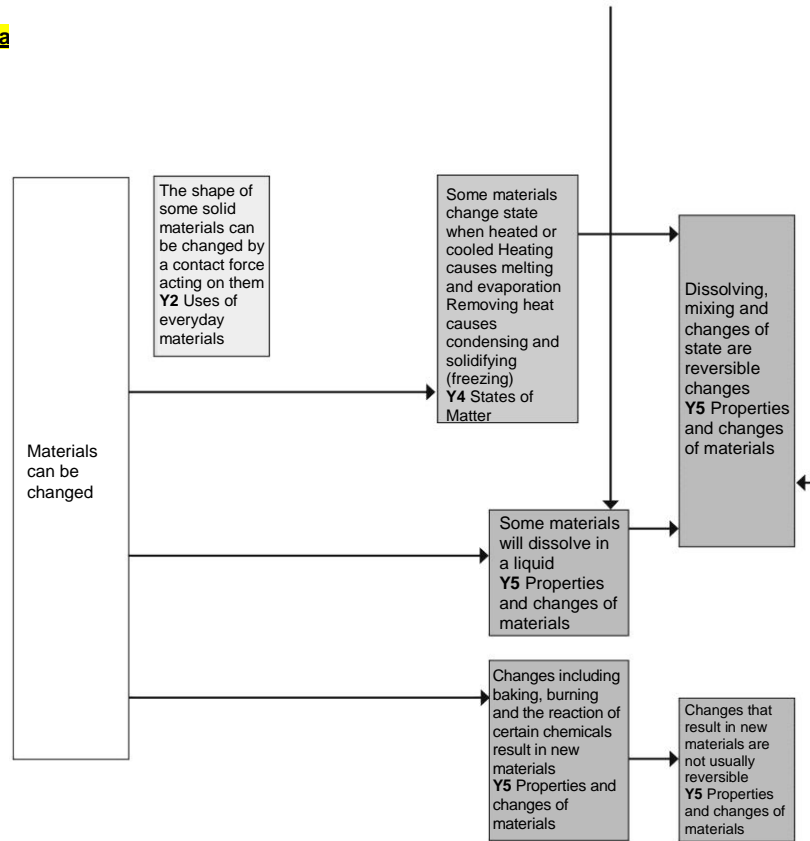 a
The shape of
some solid
materials can
be changed by
a contact force
acting on them
Y2 Uses of
everyday
materials
Some materials
change state
when heated or
cooled Heating
causes melting
and evaporation
Removing heat
causes
condensing and
solidifying
(freezing)
Y4 States of
Matter
Dissolving,
mixing and
changes of
state are
reversible
changes
Y5 Properties
and changes
of materials
Materials
can be
changed
Some materials
will dissolve in
a liquid
Y5 Properties
and changes of
materials
Changes including
baking, burning
and the reaction of
certain chemicals
result in new
materials
Y5 Properties and
changes of
materials
Changes that
result in new
materials are
not usually
reversible
Y5 Properties
and changes of
materials